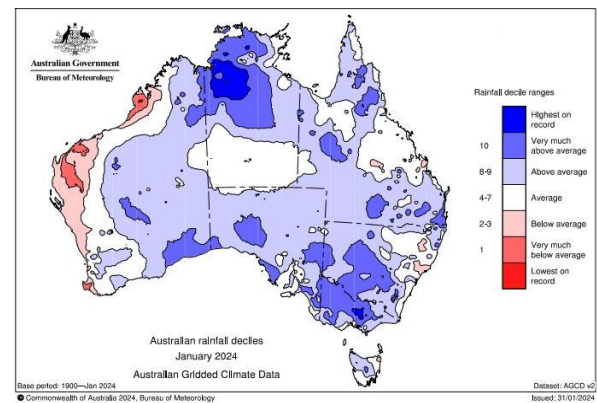 Australian Government
Bureau of Meteorology
Rainfall decile ranges
Highest on
record
10
Very much
above average
8-9
Above average
4-7
Average
2-3
Below average
1
Very much
below average
Lowest on
record
Australian rainfall deciles
January 2024
Australian Gridded Climate Data
Base period: 1900—Jan 2024
Dataset: AGCD v2
© Commonwealth of Australia 2024, Bureau of Meteorology
Issued: 31/01/2024